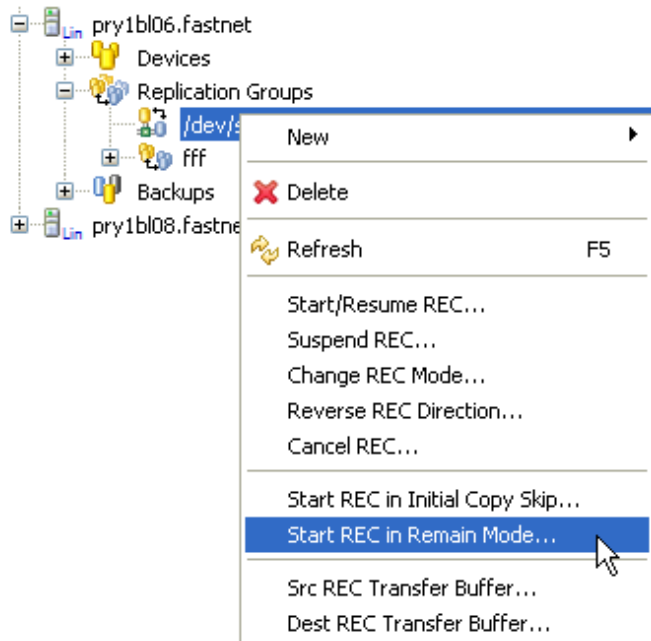 Lin pry1bl06.fastnet
Devices
Replication Groups
/dev/s
fff
Backups
Lin pry1bl08.fastne
New
Delete
Refresh F5
Start/Resume REC...
Suspend REC...
Change REC Mode...
Reverse REC Direction...
Cancel REC...
Start REC in Initial Copy Skip...
Start REC in Remain Mode...
Src REC Transfer Buffer...
Dest REC Transfer Buffer...